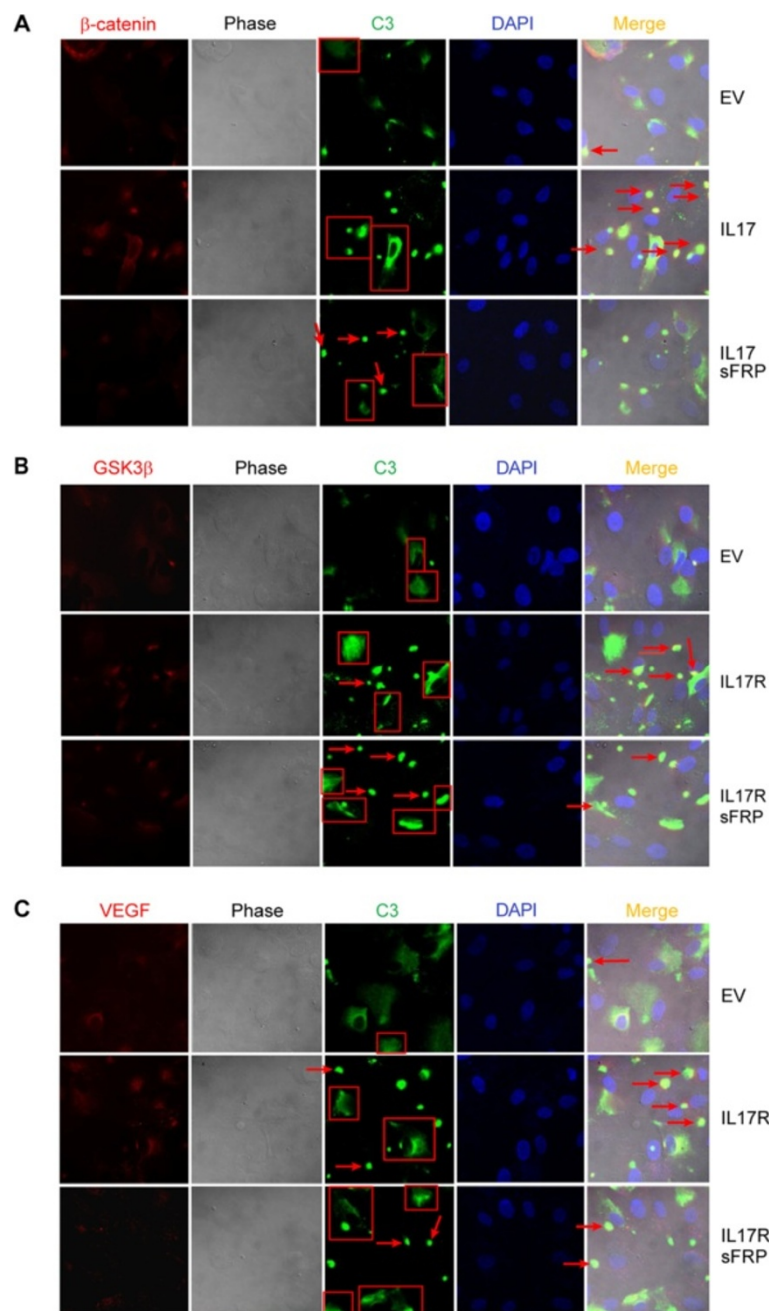 A
β-catenin Phase C3 DAPI Merge
EV
IL17
IL17
sFRP
B
GSK3β Phase C3 DAPI Merge
EV
IL17R
IL17R
sFRP
C
VEGF Phase C3 DAPI Merge
EV
IL17R
IL17R
sFRP